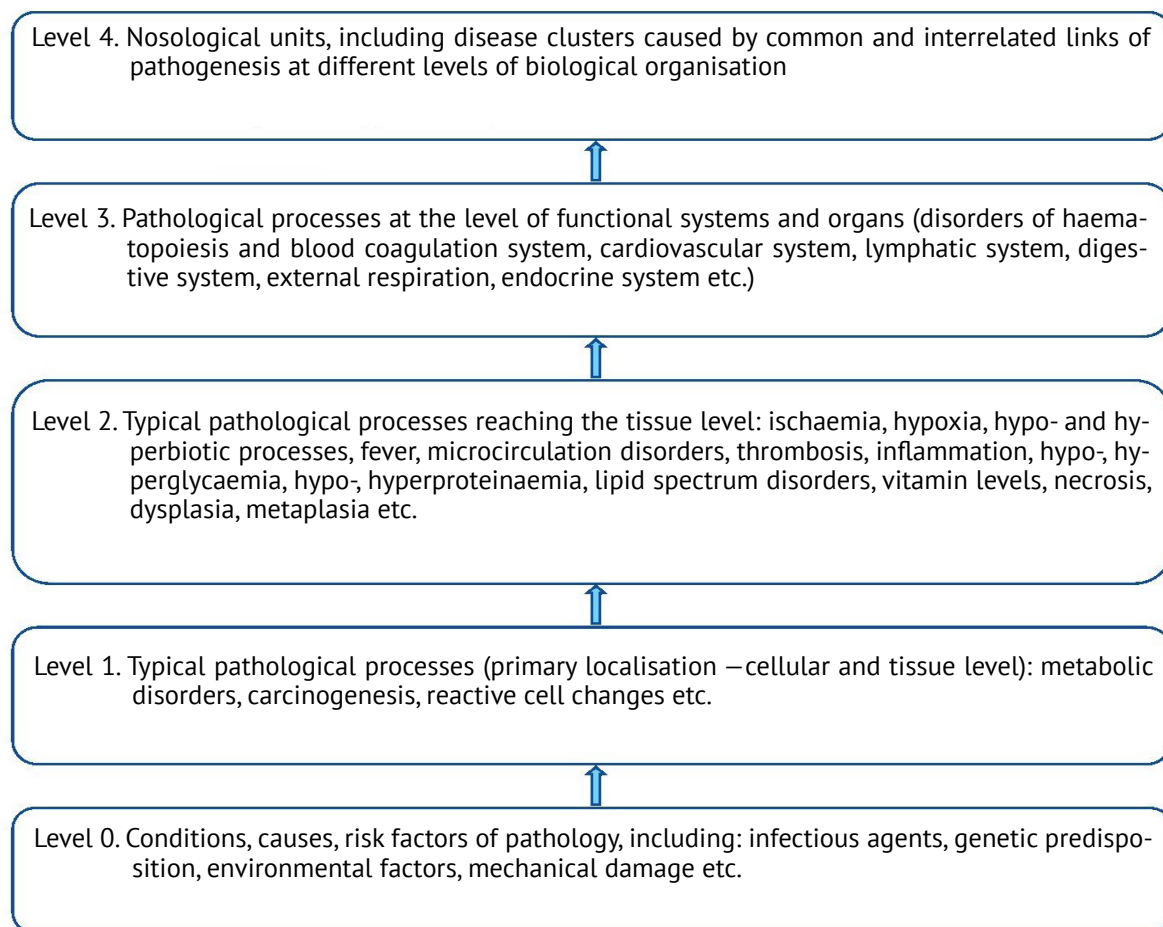 Level 4. Nosological units, including disease clusters caused by common and interrelated links of
pathogenesis at different levels of biological organisation
Level 3. Pathological processes at the level of functional systems and organs (disorders of haema-
topoiesis and blood coagulation system, cardiovascular system, lymphatic system, diges-
tive system, external respiration, endocrine system etc.)
Level 2. Typical pathological processes reaching the tissue level: ischaemia, hypoxia, hypo- and hy-
perbiotic processes, fever, microcirculation disorders, thrombosis, inflammation, hypo-, hy-
perglycaemia, hypo-, hyperproteinaemia, lipid spectrum disorders, vitamin levels, necrosis,
dysplasia, metaplasia etc.
Level 1. Typical pathological processes (primary localisation —cellular and tissue level): metabolic
disorders, carcinogenesis, reactive cell changes etc.
Level 0. Conditions, causes, risk factors of pathology, including: infectious agents, genetic predispo-
sition, environmental factors, mechanical damage etc.